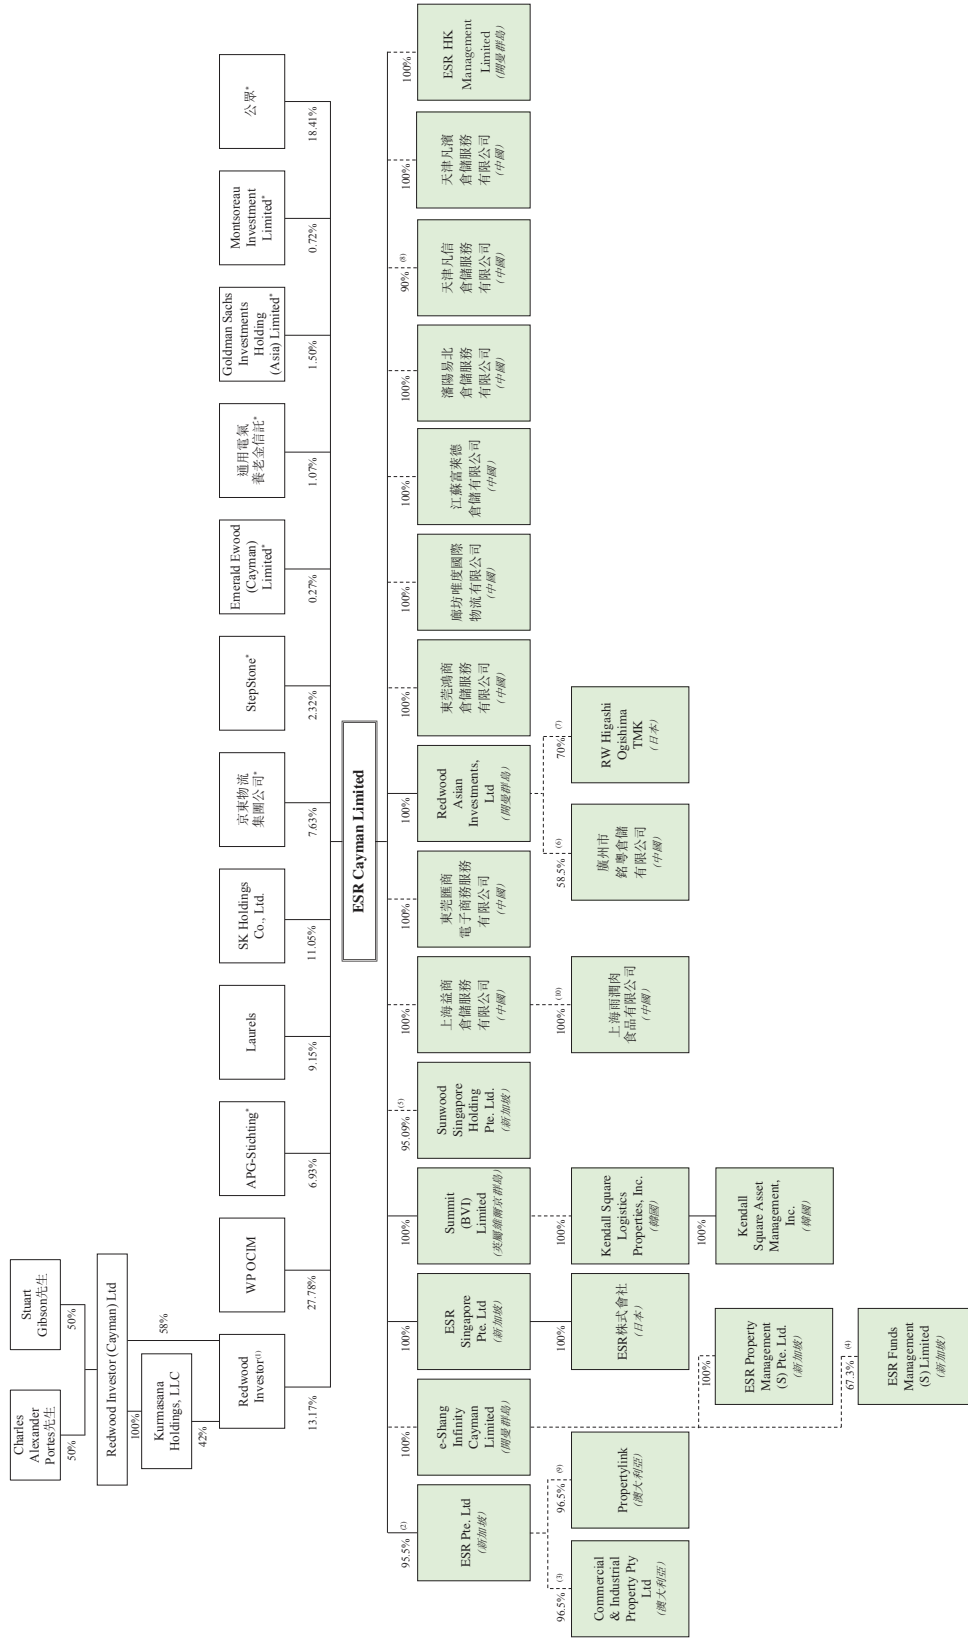 Charles
Alexander
Portes先生
Stuart
Gibson先生
50%
50%
Redwood Investor (Cayman) Ltd
100%
58%
Kurmasana
Holdings, LLC
42%
Redwood
Investor(1)
WP OCIM
APG-Stichting*
Laurels
SK Holdings
Co., Ltd.
京東物流
集團公司*
StepStone*
Emerald Ewood
(Cayman)
Limited*
通用電氣
養老金信託*
Goldman Sachs
Investments
Holding
(Asia) Limited*
Montsoreau
Investment
Limited*
公眾*
13.17%
27.78%
6.93%
9.15%
11.05%
7.63%
2.32%
0.27%
1.07%
1.50%
0.72%
18.41%
ESR Cayman Limited
95.5% (2)
100%
100%
100%
95.09% (5)
100%
100%
100%
100%
100%
100%
100%
90% (8)
100%
100%
ESR Pte. Ltd
(新加坡)
e-Shang
Infinity
Cayman
Limited
(開曼群島)
ESR
Singapore
Pte. Ltd
(新加坡)
Summit
(BVI)
Limited
(英屬維爾京群島)
Sunwood
Singapore
Holding
Pte. Ltd.
(新加坡)
上海益商
倉儲服務
有限公司
(中國)
東莞匯商
電子商務服務
有限公司
(中國)
Redwood
Asian
Investments,
Ltd
(開曼群島)
東莞鴻商
倉儲服務
有限公司
(中國)
廊坊唯度國際
物流有限公司
(中國)
江蘇富萊德
倉儲有限公司
(中國)
瀋陽易北
倉儲服務
有限公司
(中國)
天津凡信
倉儲服務
有限公司
(中國)
天津凡濱
倉儲服務
有限公司
(中國)
ESR HK
Management
Limited
(開曼群島)
96.5% (3)
96.5% (9)
100%
100%
100% (10)
58.5% (6)
70% (7)
Commercial
& Industrial
Property Pty
Ltd
(澳大利亞)
Propertylink
(澳大利亞)
ESR株式會社
(日本)
Kendall Square
Logistics
Properties, Inc.
(韓國)
上海雨潤肉
食品有限公司
(中國)
廣州市
銘粵倉儲
有限公司
(中國)
RW Higashi
Ogishima
TMK
(日本)
100%
100%
ESR Property
Management
(S) Pte. Ltd.
(新加坡)
Kendall
Square Asset
Management,
Inc.
(韓國)
67.3% (4)
ESR Funds
Management
(S) Limited
(新加坡)